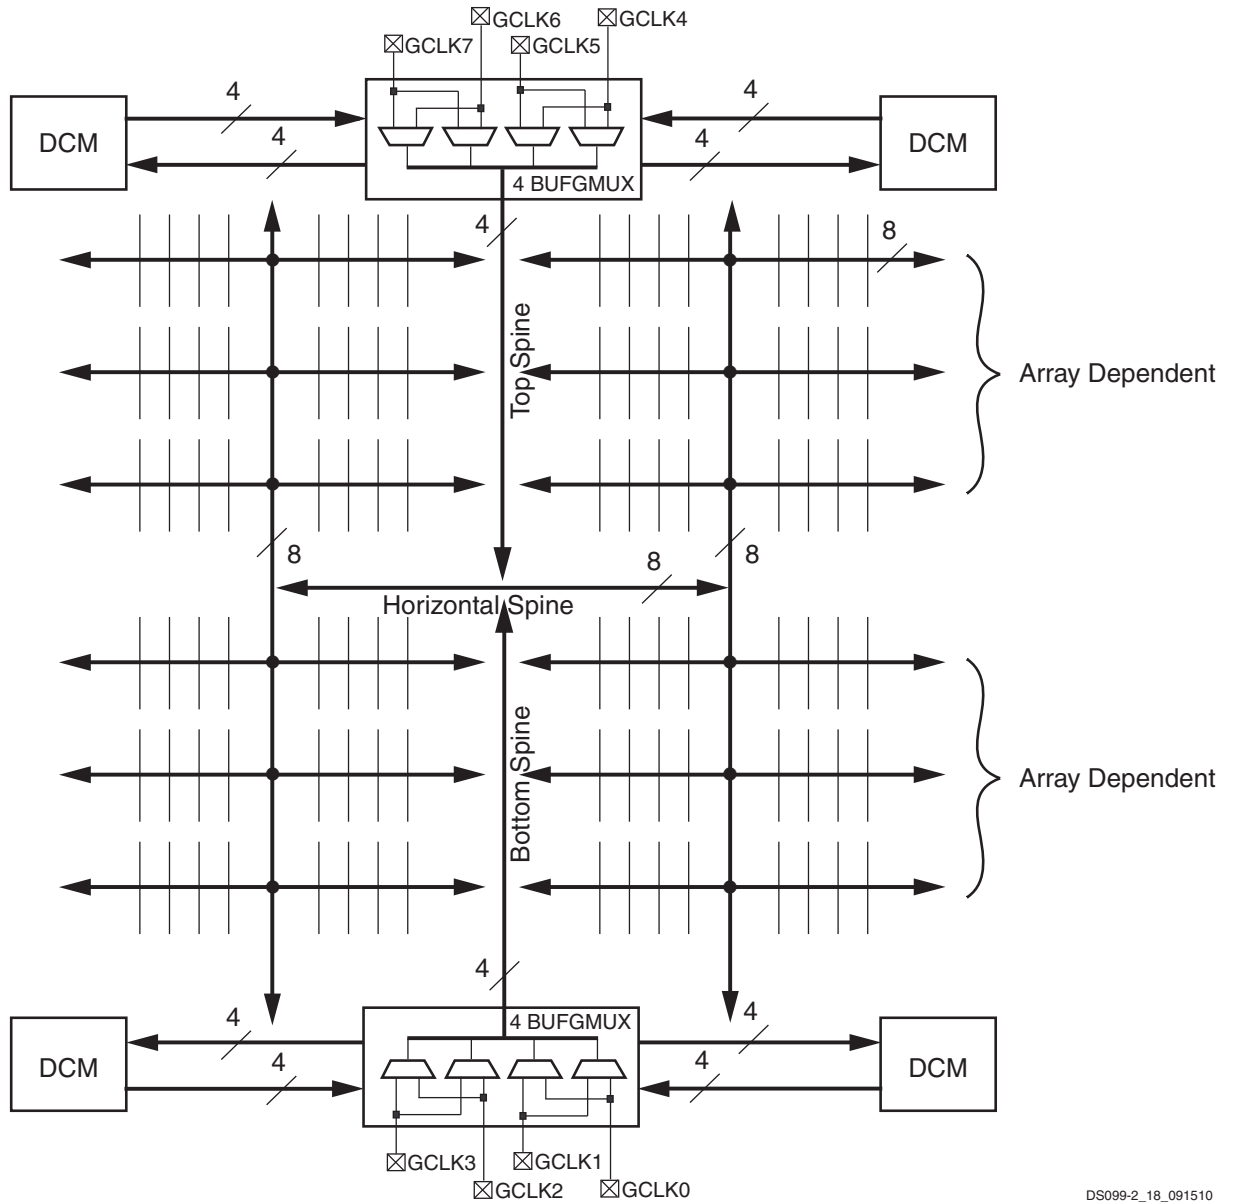 GCLK6
GCLK4
GCLK7
GCLK5
4
4
DCM
DCM
4
4
4 BUFGMUX
4
8
Top Spine
Array Dependent
8
8
8
Horizontal Spine
Bottom Spine
Array Dependent
4
4 BUFGMUX
4
4
DCM
DCM
4
4
GCLK3
GCLK1
GCLK2
GCLK0
DS099-2_18_091510